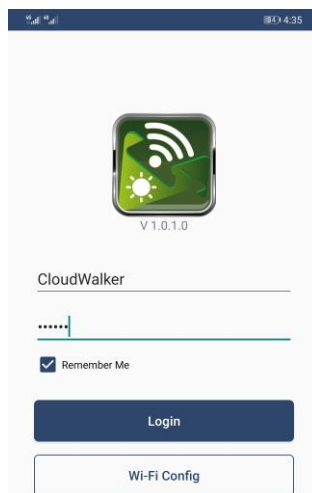 4:35
V 1.0.1.0
CloudWalker
••••••
Remember Me
Login
Wi-Fi Config